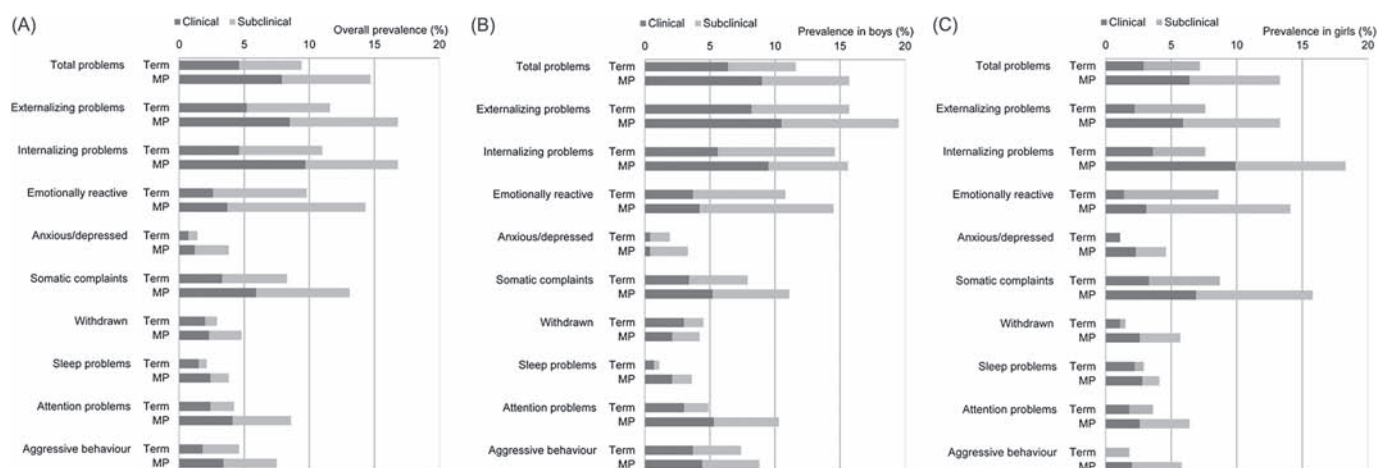 (A)
Clinical Subclinical
Overall prevalence (%)
0 5 10 15 20
Total problems Term
MP
Externalizing problems Term
MP
Internalizing problems Term
MP
Emotionally reactive Term
MP
Anxious/depressed Term
MP
Somatic complaints Term
MP
Withdrawn Term
MP
Sleep problems Term
MP
Attention problems Term
MP
Aggressive behaviour Term
MP
(B)
Clinical Subclinical
Prevalence in boys (%)
0 5 10 15 20
Total problems Term
MP
Externalizing problems Term
MP
Internalizing problems Term
MP
Emotionally reactive Term
MP
Anxious/depressed Term
MP
Somatic complaints Term
MP
Withdrawn Term
MP
Sleep problems Term
MP
Attention problems Term
MP
Aggressive behaviour Term
MP
(C)
Clinical Subclinical
Prevalence in girls (%)
0 5 10 15 20
Total problems Term
MP
Externalizing problems Term
MP
Internalizing problems Term
MP
Emotionally reactive Term
MP
Anxious/depressed Term
MP
Somatic complaints Term
MP
Withdrawn Term
MP
Sleep problems Term
MP
Attention problems Term
MP
Aggressive behaviour Term
MP